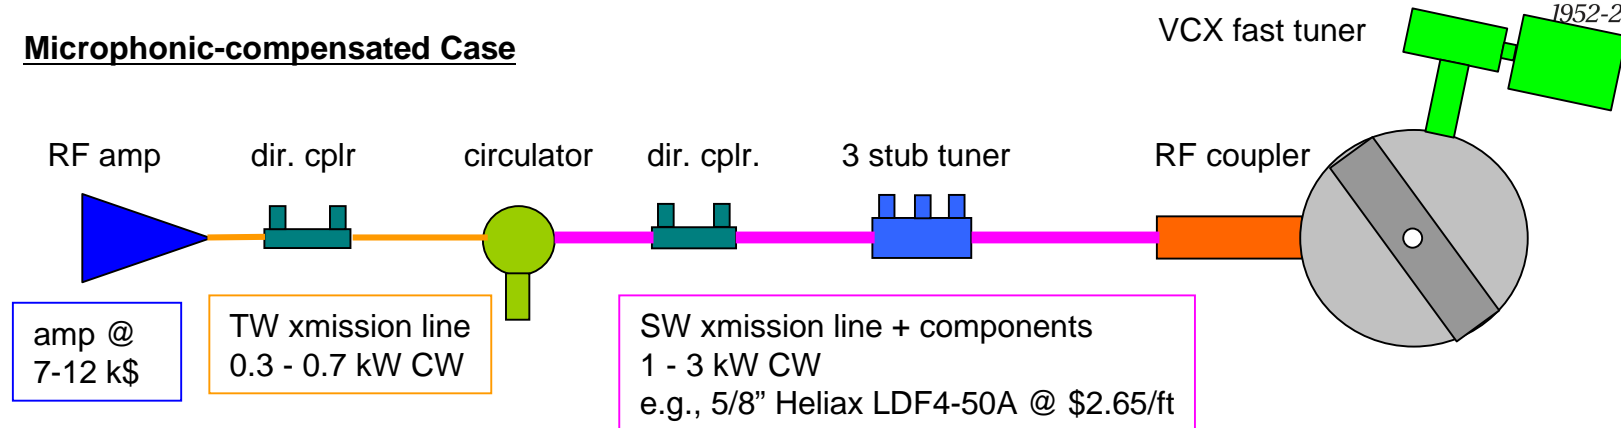 1952-2
VCX fast tuner
Microphonic-compensated Case
RF amp dir. cplr circulator dir. cplr. 3 stub tuner RF coupler
amp @
7-12 k$
TW xmission line
0.3 - 0.7 kW CW
SW xmission line + components
1 - 3 kW CW
e.g., 5/8” Heliax LDF4-50A @ $2.65/ft